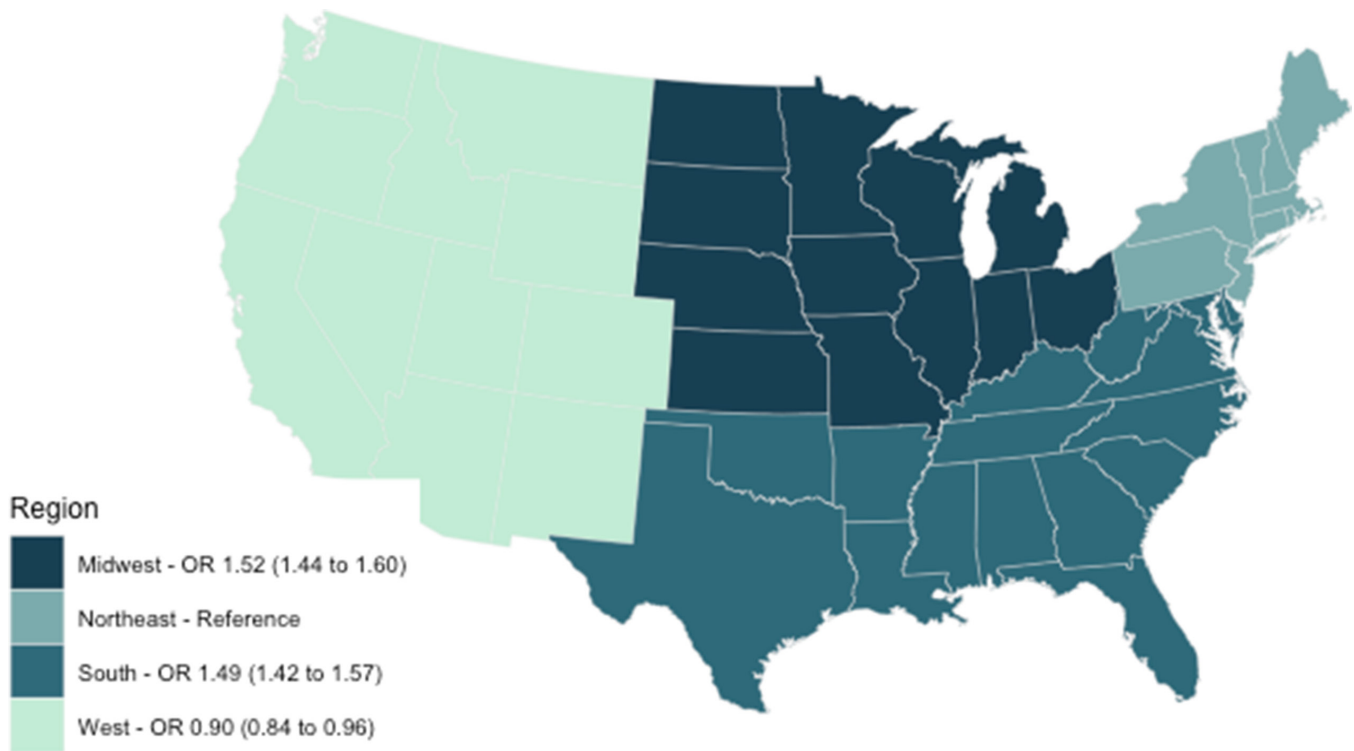 Region
Midwest - OR 1.52 (1.44 to 1.60)
Northeast - Reference
South - OR 1.49 (1.42 to 1.57)
West - OR 0.90 (0.84 to 0.96)